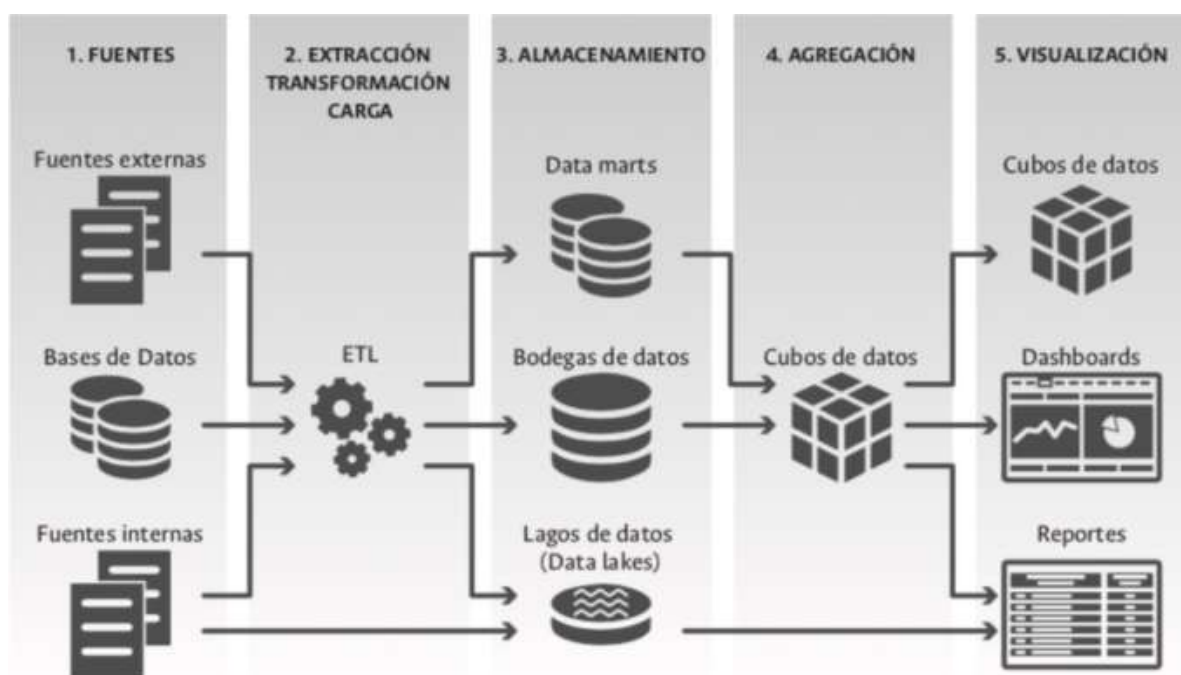 1. FUENTES
2. EXTRACCIÓN
TRANSFORMACIÓN
CARGA
3. ALMACENAMIENTO
4. AGREGACIÓN
5. VISUALIZACIÓN
Fuentes externas
Data marts
Cubos de datos
Bases de Datos
ETL
Bodegas de datos
Cubos de datos
Dashboards
Fuentes internas
Lagos de datos
(Data lakes)
Reportes